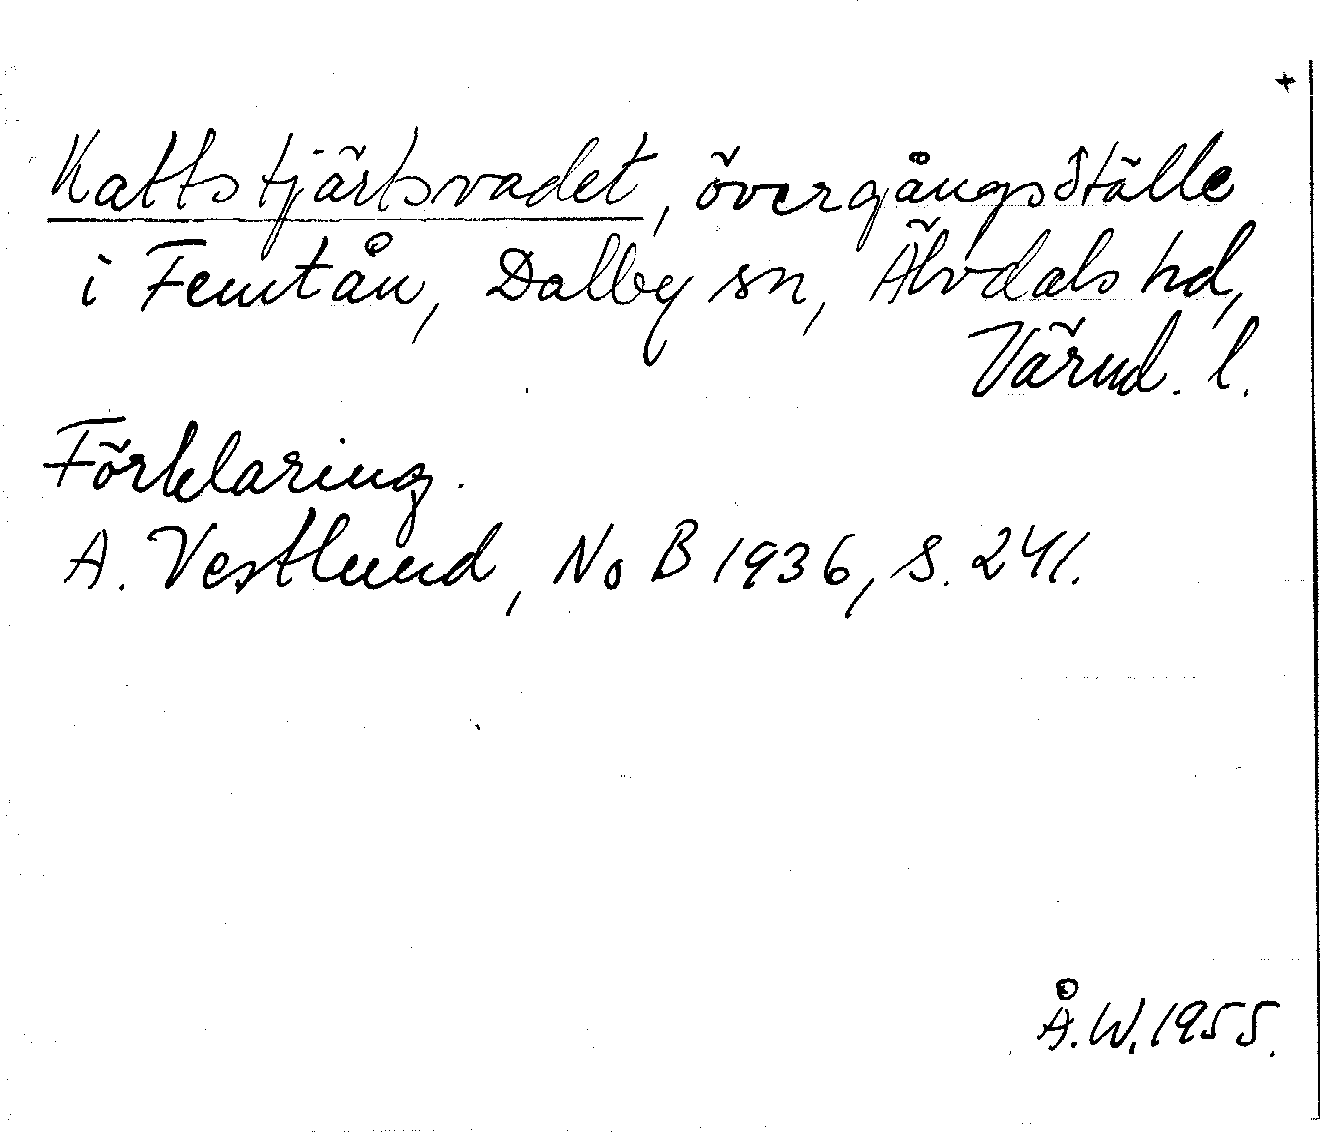 +
Kattstjärtsvadet, övergångsställe
i Femtån, Dalby sn, Älvdals hd,
Värml. l.
Förklaring.
A. Vestlund, NoB 1936, s. 241.
Å.W. 1955.